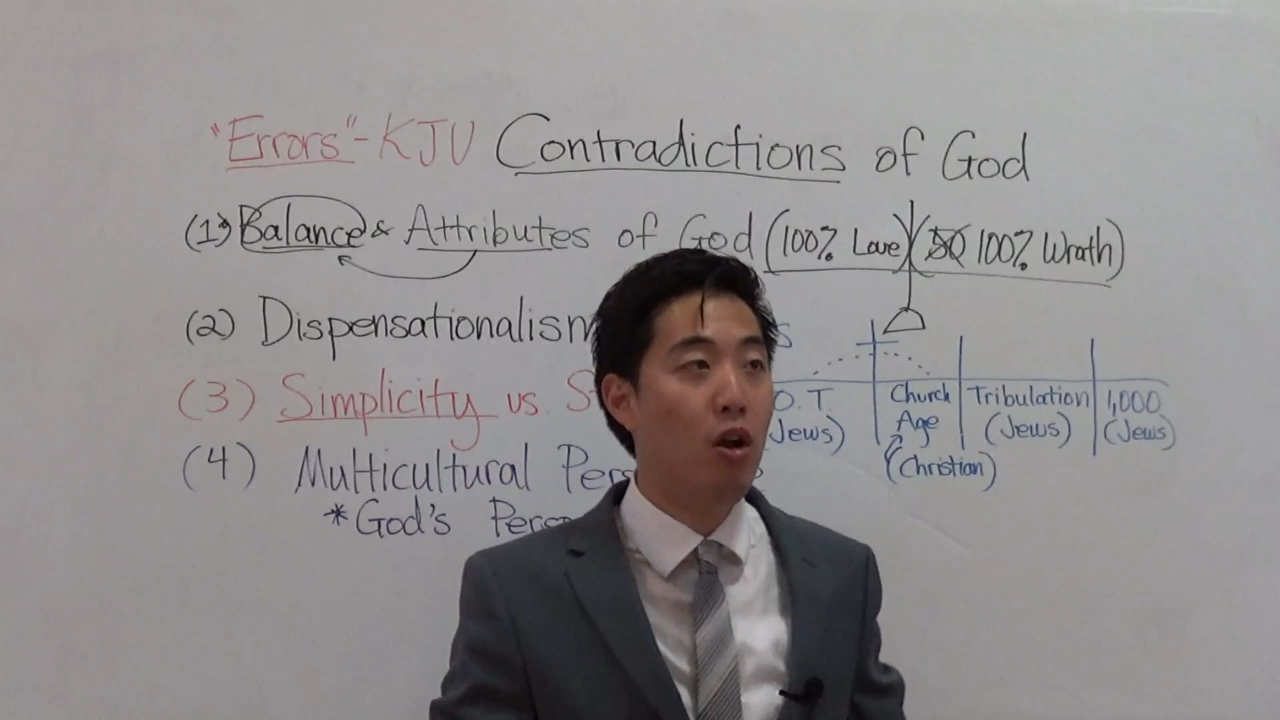 "Errors"-KJV Contradictions of God
(1) Balance & Attributes of God (100% Love) (100% Wrath)
(2) Dispensationalism
(3) Simplicity vs
(4) Multicultural
*God's
O.T. (Jews)
Church Age (Christian)
Tribulation (Jews)
1,000 (Jews)